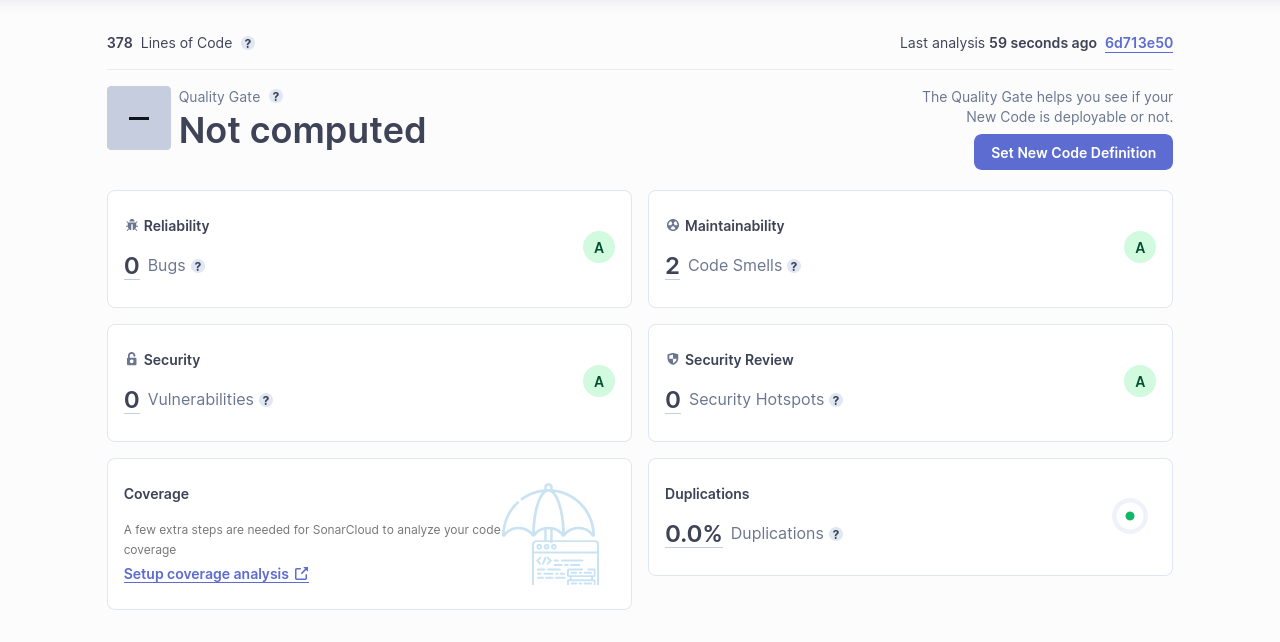 378 Lines of Code ?
Last analysis 59 seconds ago 6d713e50
Quality Gate ?
Not computed
The Quality Gate helps you see if your
New Code is deployable or not.
Set New Code Definition
Reliability
0 Bugs ?
A
Maintainability
2 Code Smells ?
A
Security
0 Vulnerabilities ?
A
Security Review
0 Security Hotspots ?
A
Coverage
A few extra steps are needed for SonarCloud to analyze your code
coverage
Setup coverage analysis
Duplications
0.0% Duplications ?